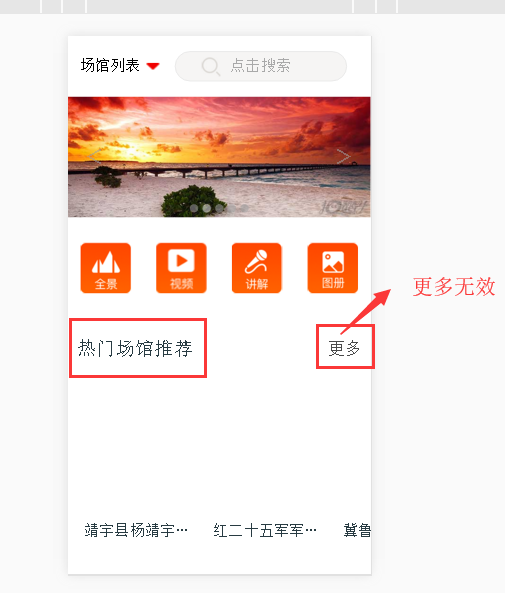 场馆列表
点击搜索
全景
视频
讲解
图册
更多无效
热门场馆推荐
更多
靖宇县杨靖宇…
红二十五军军…
冀鲁